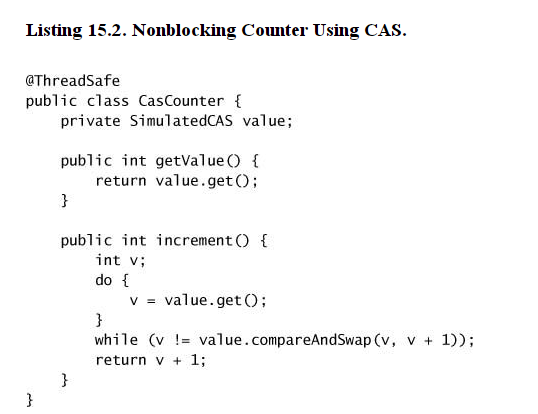 Listing 15.2. Nonblocking Counter Using CAS.
@ThreadSafe
public class CasCounter {
    private SimulatedCAS value;
    public int getValue() {
        return value.get();
    }
    public int increment() {
        int v;
        do {
            v = value.get();
        }
        while (v != value.compareAndSwap(v, v + 1));
        return v + 1;
    }
}